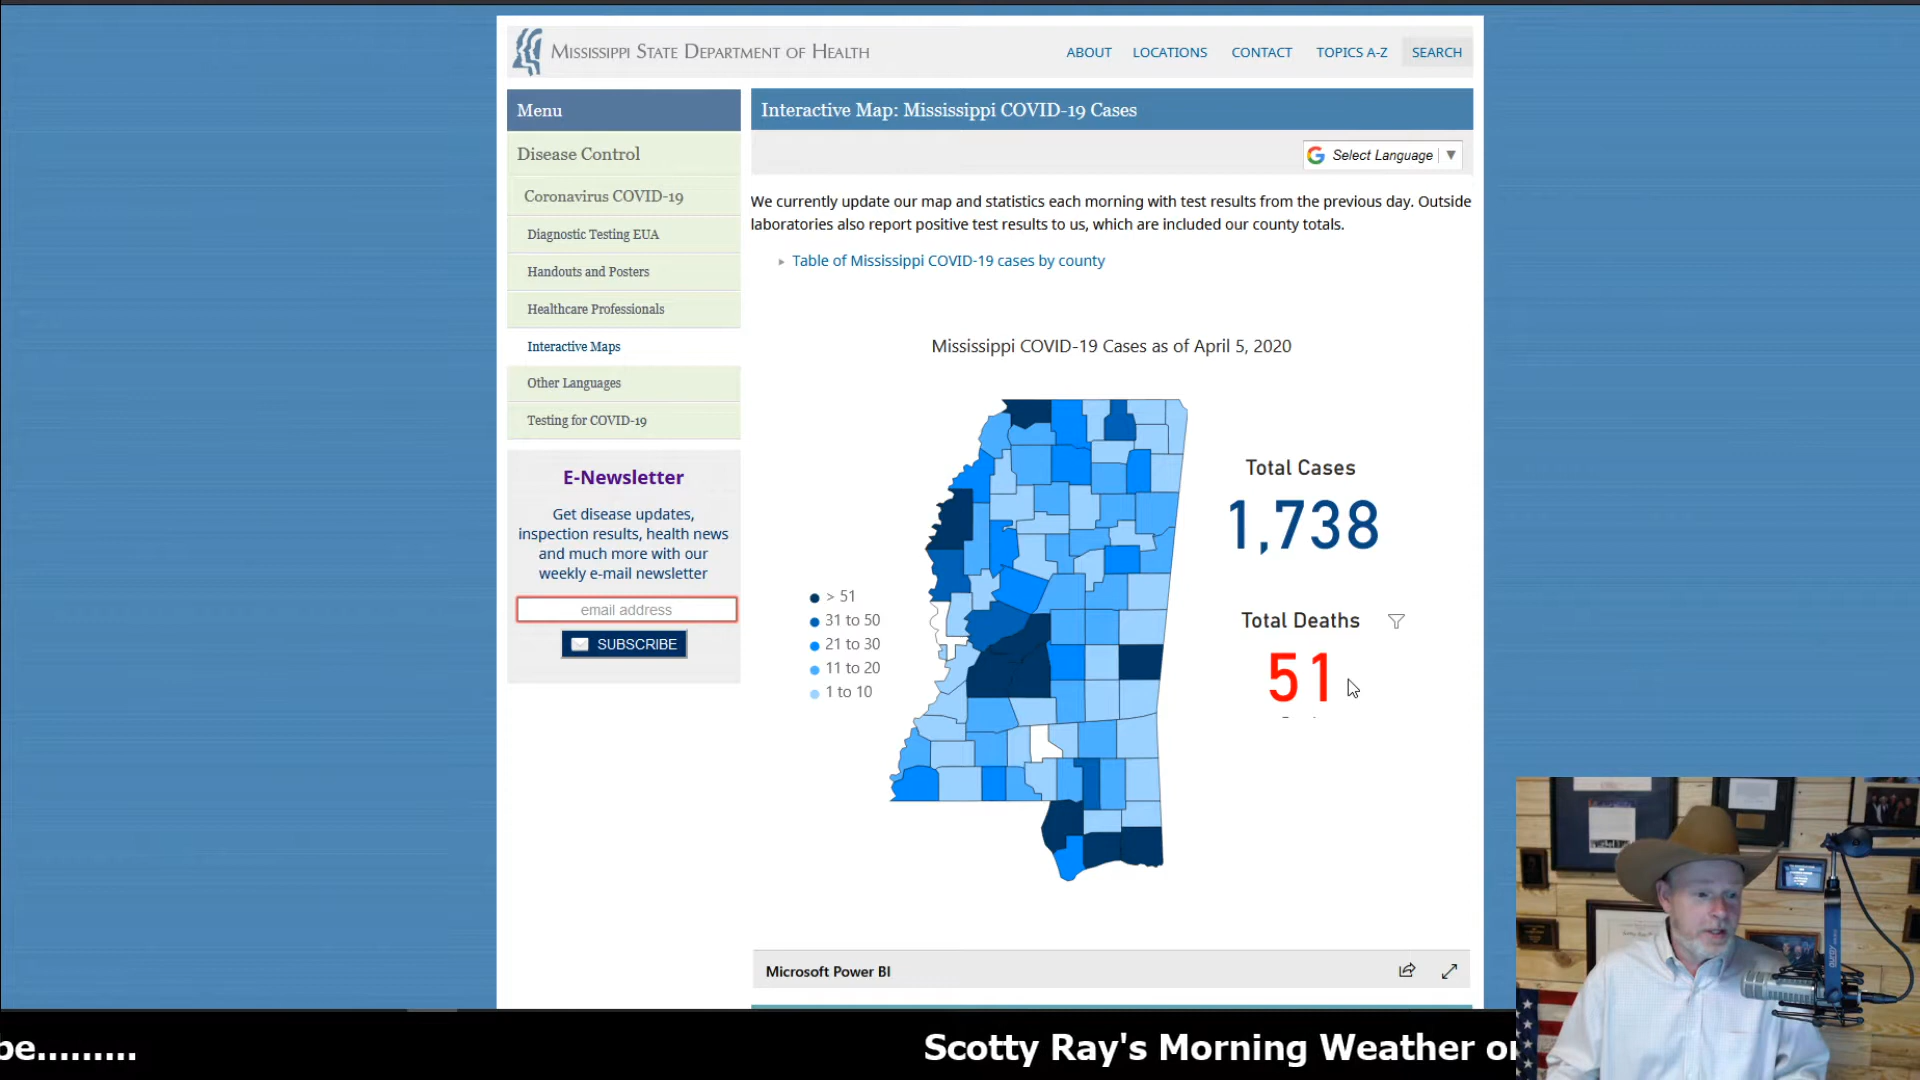 MISSISSIPPI STATE DEPARTMENT OF HEALTH
ABOUT LOCATIONS CONTACT TOPICS A-Z SEARCH
Menu
Disease Control
Coronavirus COVID-19
Diagnostic Testing EUA
Handouts and Posters
Healthcare Professionals
Interactive Maps
Other Languages
Testing for COVID-19
E-Newsletter
Get disease updates,
inspection results, health news
and much more with our
weekly e-mail newsletter
email address
SUBSCRIBE
Interactive Map: Mississippi COVID-19 Cases
Select Language
We currently update our map and statistics each morning with test results from the previous day. Outside
laboratories also report positive test results to us, which are included our county totals.
Table of Mississippi COVID-19 cases by county
Mississippi COVID-19 Cases as of April 5, 2020
> 51
31 to 50
21 to 30
11 to 20
1 to 10
Total Cases
1,738
Total Deaths
51
Microsoft Power BI
be.........
Scotty Ray's Morning Weather